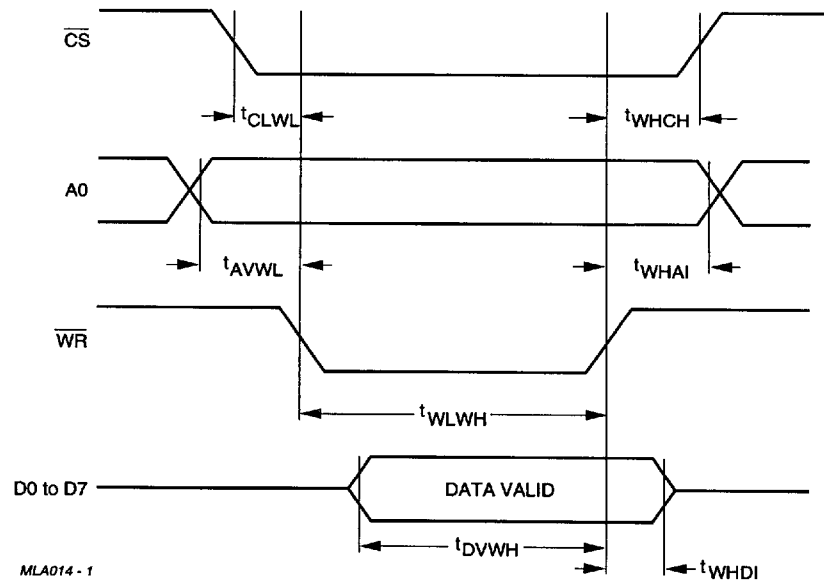 CS
tCLWL
tWHCH
A0
tAVWL
tWHAI
WR
tWLWH
D0 to D7
DATA VALID
tDVWH
tWHDI
MLA014 - 1